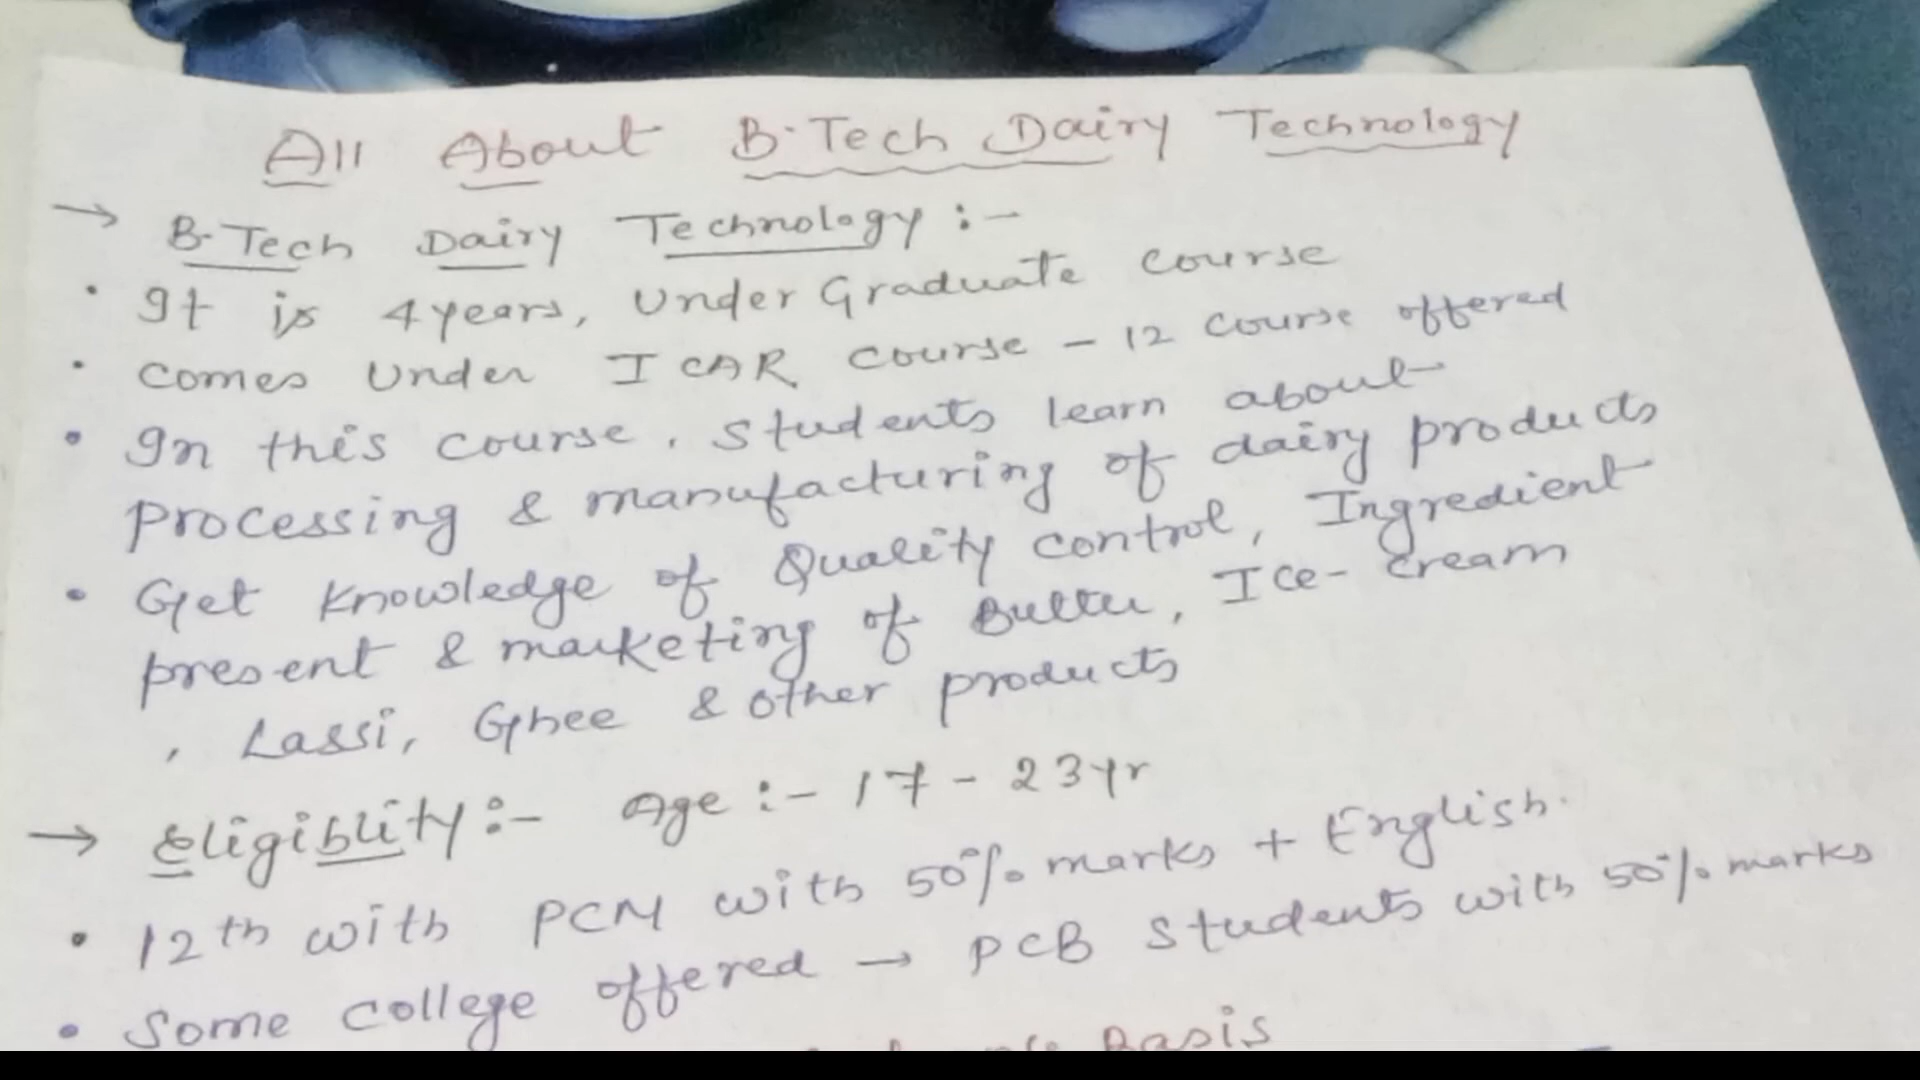 All About B.Tech Dairy Technology
→ B.Tech Dairy Technology :-
• It is 4 years, Under Graduate course
• comes Under ICAR course - 12 course offered
• In this course, students learn about
processing & manufacturing of dairy products
• Get knowledge of Quality control, Ingredient
present & marketing of Butter, Ice-cream
, Lassi, Ghee & other products
→ Eligiblity :- Age :- 17 - 23 yr
• 12th with PCM with 50% marks + English.
• Some college offered → PCB students with 50% marks
Basis